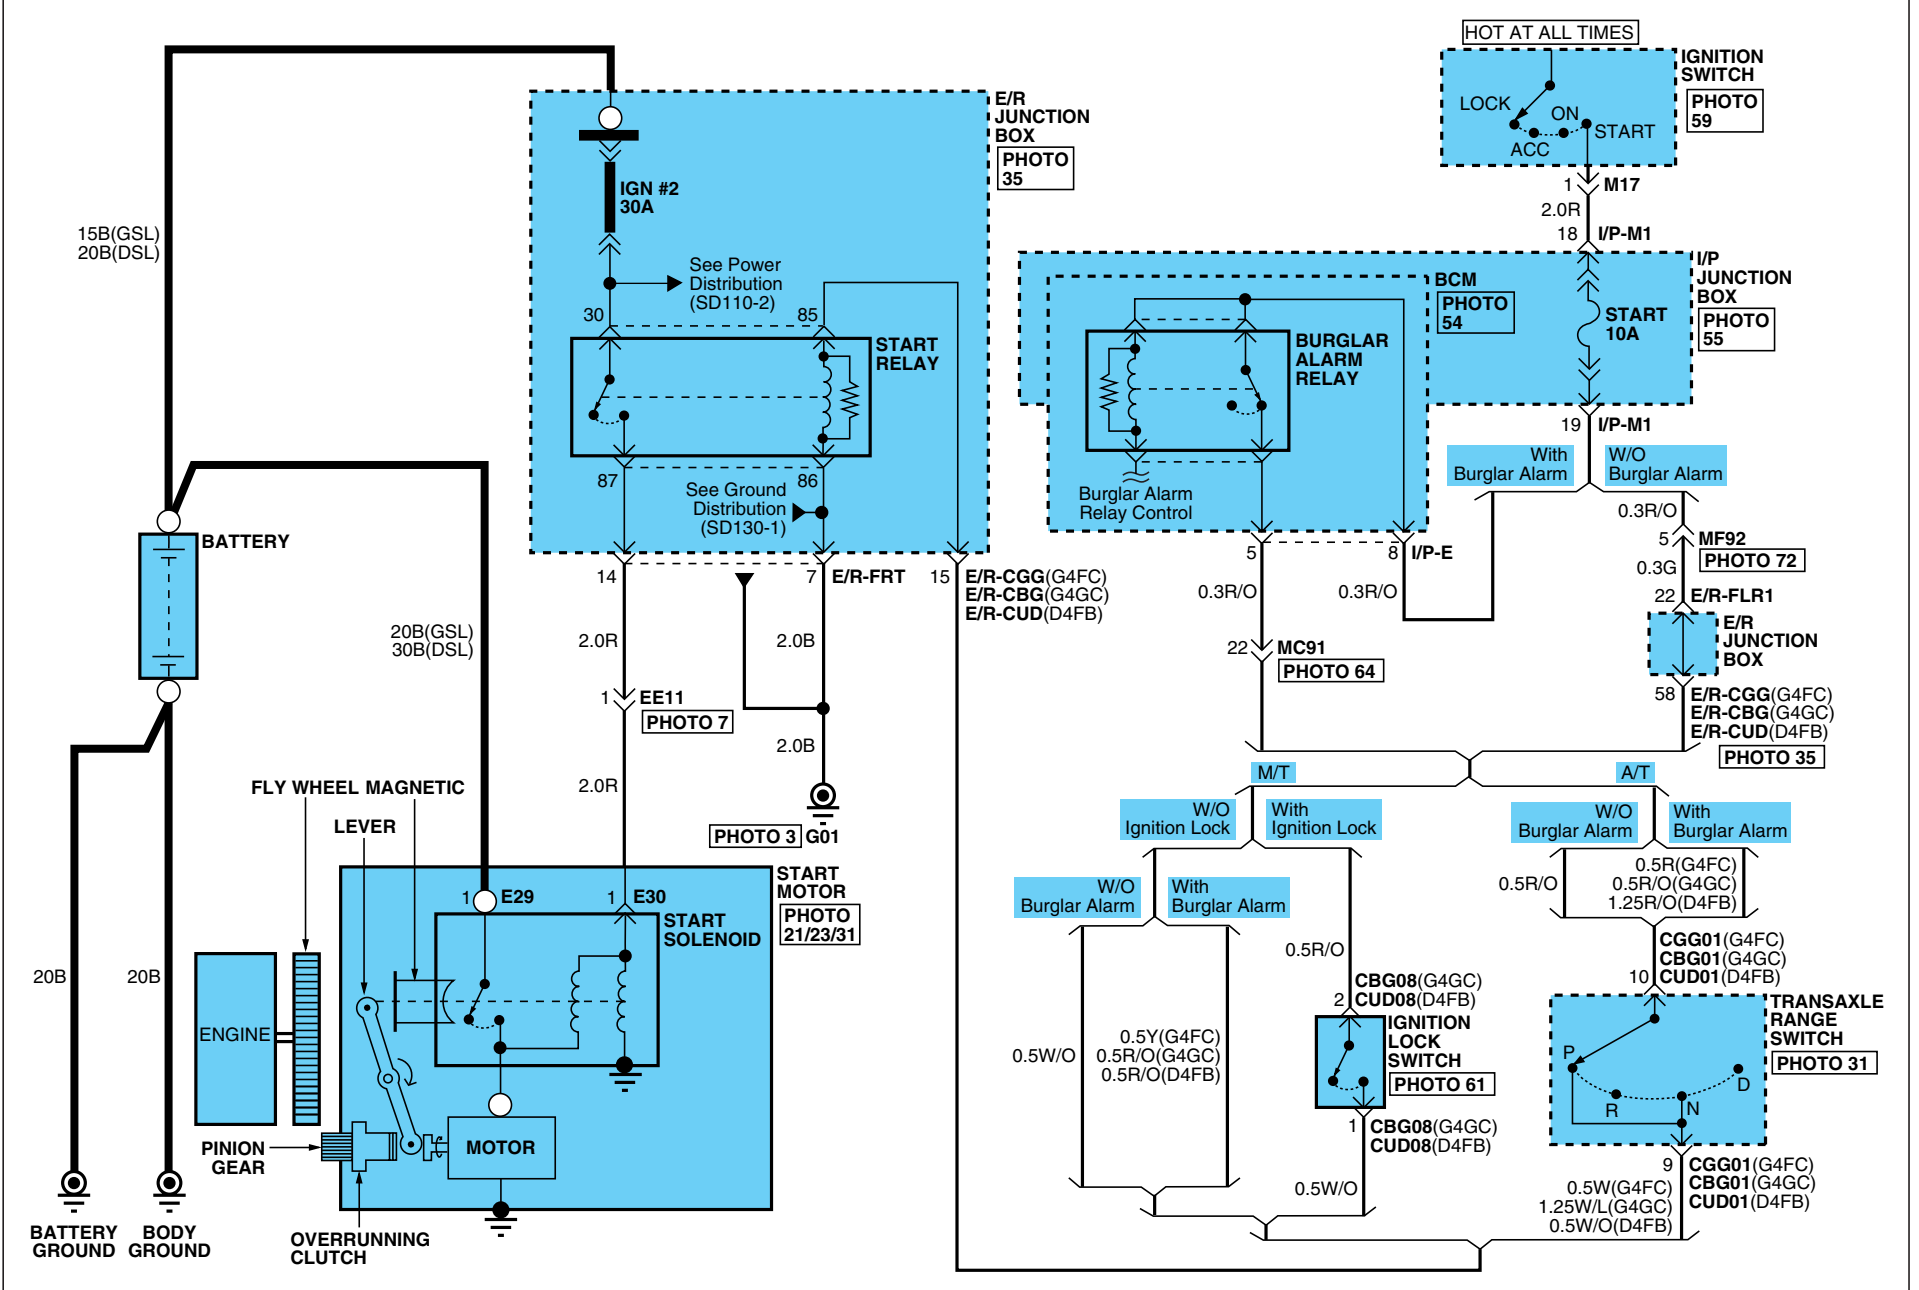 HOT AT ALL TIMES
IGNITION
SWITCH
PHOTO
59
LOCK
ON
START
ACC
1
M17
2.0R
18
I/P-M1
E/R
JUNCTION
BOX
PHOTO
35
IGN #2
30A
See Power
Distribution
(SD110-2)
30
85
START
RELAY
87
86
See Ground
Distribution
(SD130-1)
14
7
E/R-FRT
15
E/R-CGG(G4FC)
E/R-CBG(G4GC)
E/R-CUD(D4FB)
15B(GSL)
20B(DSL)
BATTERY
20B(GSL)
30B(DSL)
2.0R
2.0B
1
EE11
PHOTO 7
2.0B
2.0R
PHOTO 3
G01
I/P
JUNCTION
BOX
PHOTO
55
BCM
PHOTO
54
START
10A
BURGLAR
ALARM
RELAY
Burglar Alarm
Relay Control
19
I/P-M1
With
Burglar Alarm
W/O
Burglar Alarm
0.3R/O
5
MF92
PHOTO 72
0.3G
22
E/R-FLR1
E/R
JUNCTION
BOX
58
E/R-CGG(G4FC)
E/R-CBG(G4GC)
E/R-CUD(D4FB)
PHOTO 35
5
8
I/P-E
0.3R/O
0.3R/O
22
MC91
PHOTO 64
M/T
A/T
W/O
Ignition Lock
With
Ignition Lock
W/O
Burglar Alarm
With
Burglar Alarm
W/O
Burglar Alarm
With
Burglar Alarm
0.5R/O
0.5R(G4FC)
0.5R/O(G4GC)
1.25R/O(D4FB)
0.5R/O
CBG08(G4GC)
2
CUD08(D4FB)
IGNITION
LOCK
SWITCH
PHOTO 61
1
CBG08(G4GC)
CUD08(D4FB)
0.5W/O
0.5W/O
0.5Y(G4FC)
0.5R/O(G4GC)
0.5R/O(D4FB)
CGG01(G4FC)
CBG01(G4GC)
10
CUD01(D4FB)
TRANSAXLE
RANGE
SWITCH
PHOTO 31
P
R
N
D
9
CGG01(G4FC)
CBG01(G4GC)
CUD01(D4FB)
0.5W(G4FC)
1.25W/L(G4GC)
0.5W/O(D4FB)
FLY WHEEL MAGNETIC
LEVER
START
MOTOR
PHOTO
21/23/31
1
E29
1
E30
START
SOLENOID
ENGINE
MOTOR
PINION
GEAR
OVERRUNNING
CLUTCH
20B
20B
BATTERY
GROUND
BODY
GROUND